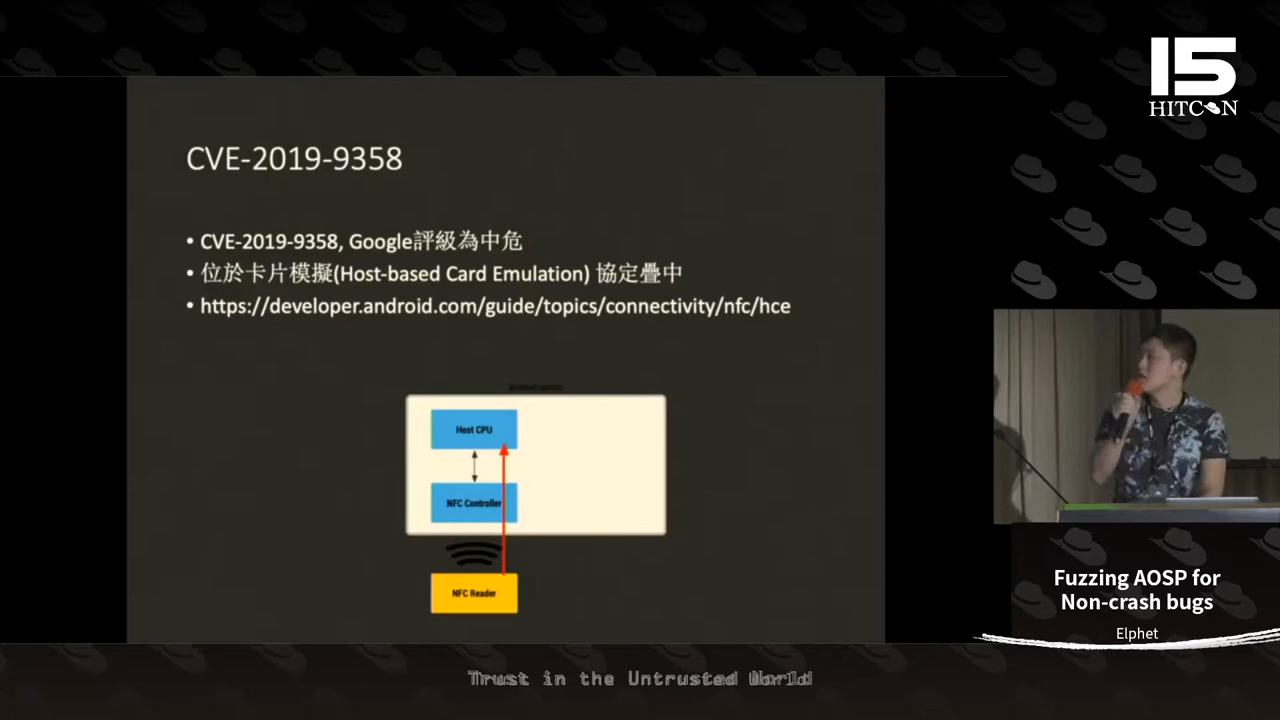 15
HITCON
CVE-2019-9358
• CVE-2019-9358, Google評級為中危
• 位於卡片模擬(Host-based Card Emulation) 協定疊中
• https://developer.android.com/guide/topics/connectivity/nfc/hce
Host CPU
NFC Controller
NFC Reader
Fuzzing AOSP for
Non-crash bugs
Elphet
Trust in the Untrusted World